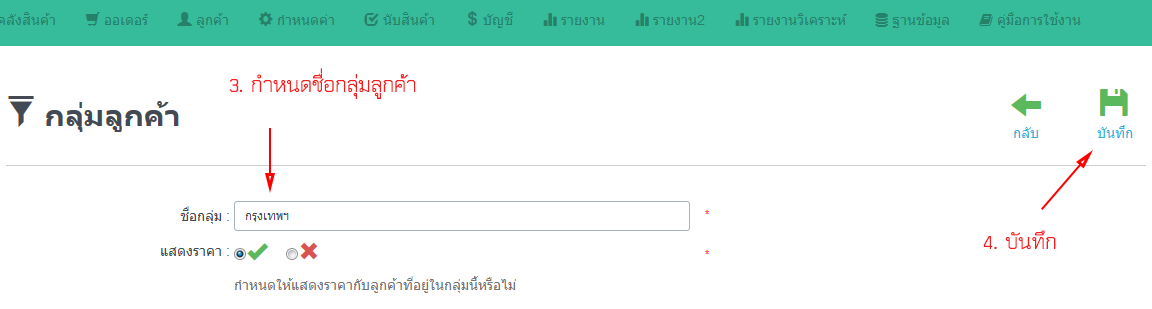 คลังสินค้า ออเดอร์ ลูกค้า กำหนดค่า นับสินค้า บัญชี รายงาน รายงาน2 รายงานวิเคราะห์ ฐานข้อมูล คู่มือการใช้งาน
3. กำหนดชื่อกลุ่มลูกค้า
กลุ่มลูกค้า
กลับ บันทึก
ชื่อกลุ่ม : กรุงเทพฯ *
4. บันทึก
แสดงราคา : *
กำหนดให้แสดงราคากับลูกค้าที่อยู่ในกลุ่มนี้หรือไม่